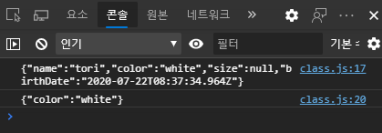 요소 콘솔 원본 네트워크
인기 필터 기본
{"name":"tori","color":"white","size":null,"b class.js:17
irthDate":"2020-07-22T08:37:34.964Z"}
{"color":"white"} class.js:20